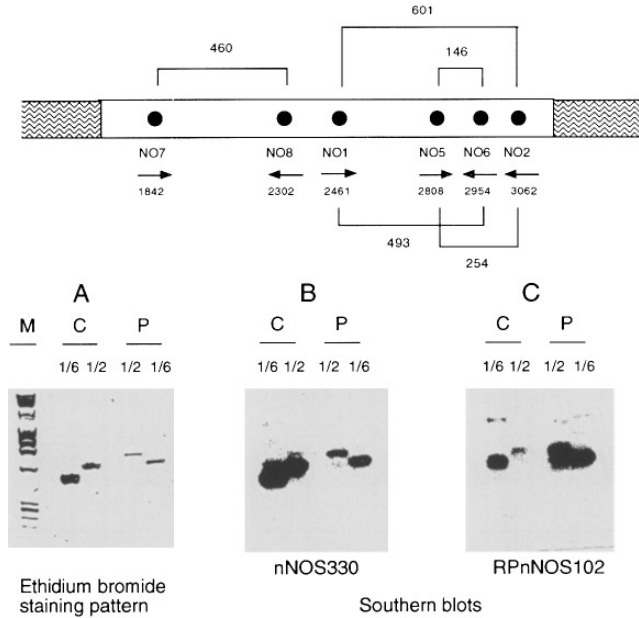 601
460
146
NO7 NO8 NO1 NO5 NO6 NO2
1842 2302 2461 2808 2954 3062
493
254
A B C
M C P C P C P
1/6 1/2 1/2 1/6 1/6 1/2 1/2 1/6 1/6 1/2 1/2 1/6
nNOS330 RPnNOS102
Ethidium bromide
staining pattern
Southern blots